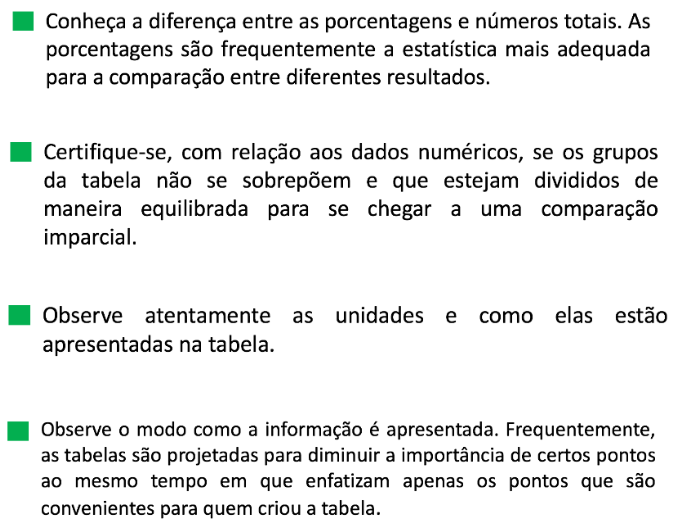 Conheça a diferença entre as porcentagens e números totais. As
porcentagens são frequentemente a estatística mais adequada
para a comparação entre diferentes resultados.
Certifique-se, com relação aos dados numéricos, se os grupos
da tabela não se sobrepõem e que estejam divididos de
maneira equilibrada para se chegar a uma comparação
imparcial.
Observe atentamente as unidades e como elas estão
apresentadas na tabela.
Observe o modo como a informação é apresentada. Frequentemente,
as tabelas são projetadas para diminuir a importância de certos pontos
ao mesmo tempo em que enfatizam apenas os pontos que são
convenientes para quem criou a tabela.